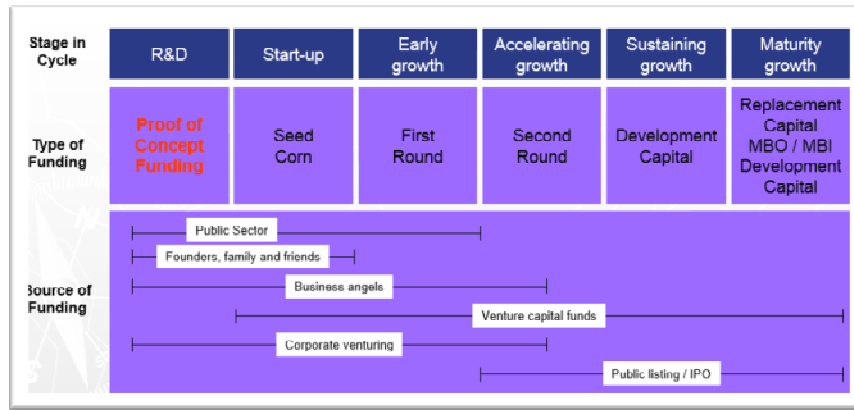 Stage in
Cycle
R&D
Start-up
Early
growth
Accelerating
growth
Sustaining
growth
Maturity
growth
Type of
Funding
Proof of
Concept
Funding
Seed
Corn
First
Round
Second
Round
Development
Capital
Replacement
Capital
MBO / MBI
Development
Capital
Source of
Funding
Public Sector
Founders, family and friends
Business angels
Venture capital funds
Corporate venturing
Public listing / IPO